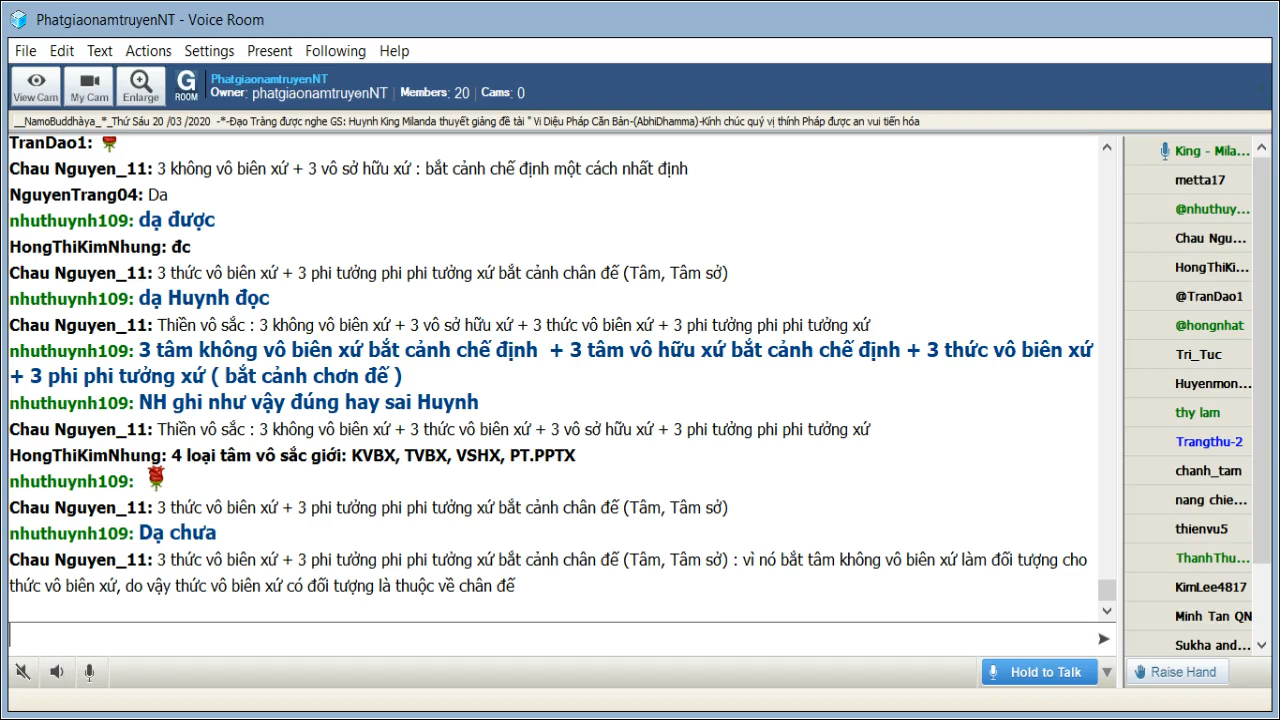 PhatgiaonamtruyenNT - Voice Room
File Edit Text Actions Settings Present Following Help
View Cam My Cam Enlarge G ROOM
PhatgiaonamtruyenNT
Owner: phatgiaonamtruyenNT Members: 20 Cams: 0
__NamoBuddhàya_*_Thứ Sáu 20 /03 /2020 -*-Đạo Tràng được nghe GS: Huynh King Milanda thuyết giảng đề tài " Vi Diệu Pháp Căn Bản-(AbhiDhamma)-Kính chúc quý vị thính Pháp được an vui tiến hóa
TranDao1:
Chau Nguyen_11: 3 không vô biên xứ + 3 vô sở hữu xứ : bắt cảnh chế định một cách nhất định
NguyenTrang04: Da
nhuthuynh109: dạ được
HongThiKimNhung: đc
Chau Nguyen_11: 3 thức vô biên xứ + 3 phi tưởng phi phi tưởng xứ bắt cảnh chân đế (Tâm, Tâm sở)
nhuthuynh109: dạ Huynh đọc
Chau Nguyen_11: Thiền vô sắc : 3 không vô biên xứ + 3 vô sở hữu xứ + 3 thức vô biên xứ + 3 phi tưởng phi phi tưởng xứ
nhuthuynh109: 3 tâm không vô biên xứ bắt cảnh chế định + 3 tâm vô hữu xứ bắt cảnh chế định + 3 thức vô biên xứ
+ 3 phi phi tưởng xứ ( bắt cảnh chơn đế )
nhuthuynh109: NH ghi như vậy đúng hay sai Huynh
Chau Nguyen_11: Thiền vô sắc : 3 không vô biên xứ + 3 thức vô biên xứ + 3 vô sở hữu xứ + 3 phi tưởng phi phi tưởng xứ
HongThiKimNhung: 4 loại tâm vô sắc giới: KVBX, TVBX, VSHX, PT.PPTX
nhuthuynh109:
Chau Nguyen_11: 3 thức vô biên xứ + 3 phi tưởng phi phi tưởng xứ bắt cảnh chân đế (Tâm, Tâm sở)
nhuthuynh109: Dạ chưa
Chau Nguyen_11: 3 thức vô biên xứ + 3 phi tưởng phi phi tưởng xứ bắt cảnh chân đế (Tâm, Tâm sở) : vì nó bắt tâm không vô biên xứ làm đối tượng cho
thức vô biên xứ, do vậy thức vô biên xứ có đối tượng là thuộc về chân đế
King - Mila...
metta17
@nhuthuy...
Chau Ngu...
HongThiKi...
@TranDao1
@hongnhat
Tri_Tuc
Huyenmon...
thy lam
Trangthu-2
chanh_tam
nang chie...
thienvu5
ThanhThu...
KimLee4817
Minh Tan QN
Sukha and...
Hold to Talk
Raise Hand